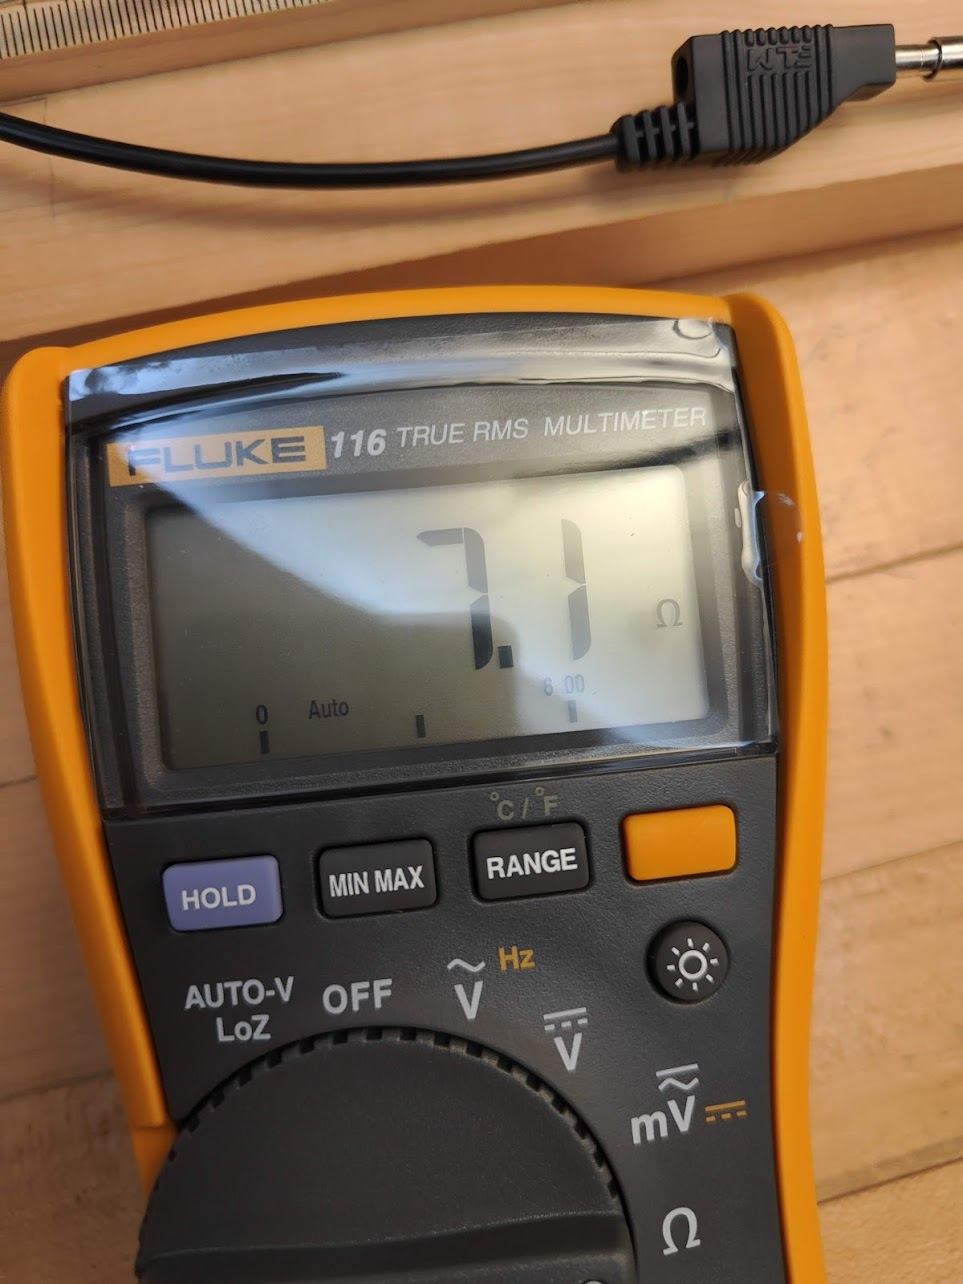 FLUKE 116 TRUE RMS MULTIMETER
7.1 Ω
6 00
0 Auto
°C / °F
HOLD MIN MAX RANGE
AUTO-V LoZ OFF Ṽ Hz
V
mV
Ω